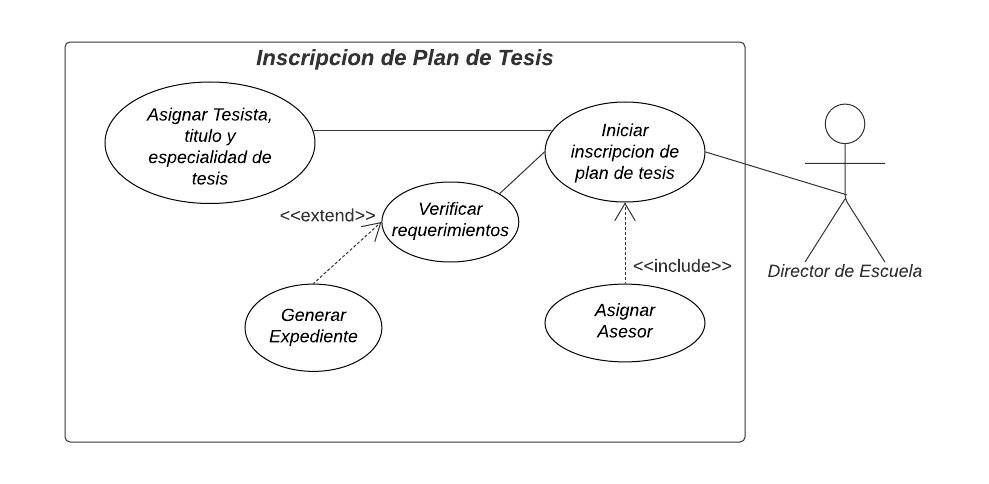 Inscripcion de Plan de Tesis
Asignar Tesista,
titulo y
especialidad de
tesis
Iniciar
inscripcion de
plan de tesis
Verificar
requerimientos
<<extend>>
<<include>>
Director de Escuela
Generar
Expediente
Asignar
Asesor